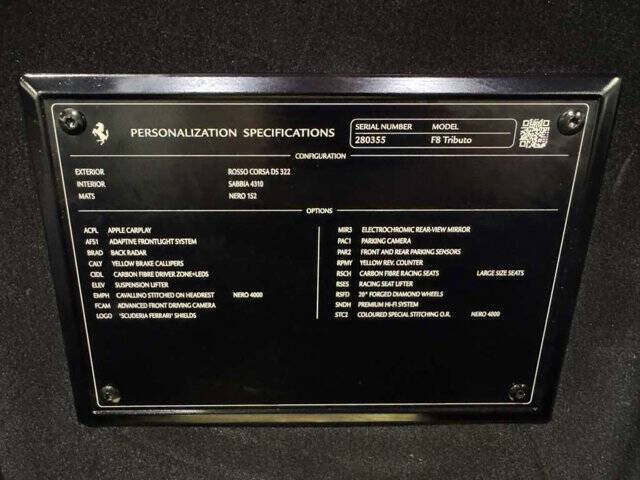 PERSONALIZATION SPECIFICATIONS
SERIAL NUMBER MODEL
280355 F8 Tributo
CONFIGURATION
EXTERIOR ROSSO CORSA DS 322
INTERIOR SABBIA 4310
MATS NERO 152
OPTIONS
ACPL APPLE CARPLAY
AFS1 ADAPTIVE FRONTLIGHT SYSTEM
BRAD BACK RADAR
CALY YELLOW BRAKE CALLIPERS
CIDL CARBON FIBRE DRIVER ZONE+LEDS
ELEV SUSPENSION LIFTER
EMPH CAVALLINO STITCHED ON HEADREST NERO 4000
FCAM ADVANCED FRONT DRIVING CAMERA
LOGO "SCUDERIA FERRARI" SHIELDS
MIR3 ELECTROCHROMIC REAR-VIEW MIRROR
PAC1 PARKING CAMERA
PAR2 FRONT AND REAR PARKING SENSORS
RPMY YELLOW REV. COUNTER
RSCH CARBON FIBRE RACING SEATS LARGE SIZE SEATS
RSES RACING SEAT LIFTER
RSFD 20" FORGED DIAMOND WHEELS
SNDH PREMIUM HI-FI SYSTEM
STC2 COLOURED SPECIAL STITCHING O.R. NERO 4000